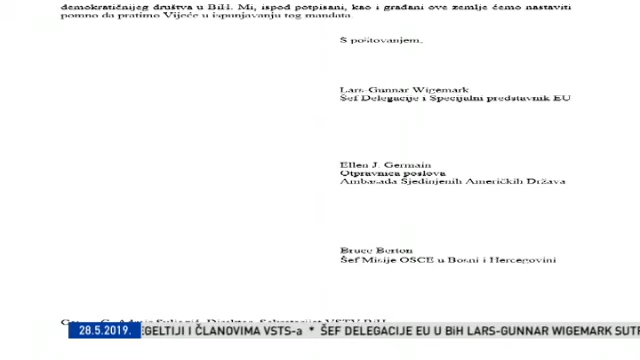 demokratičnijeg društva u BiH. Mi, ispod potpisani, kao i građani ove zemlje ćemo nastaviti
pomno da pratimo Vijeće u ispunjavanju tog mandata.
S poštovanjem,
Lars-Gunnar Wigemark
Šef Delegacije i Specijalni predstavnik EU
Ellen J. Germain
Otpravnica poslova
Ambasada Sjedinjenih Američkih Država
Bruce Berton
Šef Misije OSCE u Bosni i Hercegovini
28.5.2019. EGELTIJI I ČLANOVIMA VSTS-a * ŠEF DELEGACIJE EU U BiH LARS-GUNNAR WIGEMARK SUTR